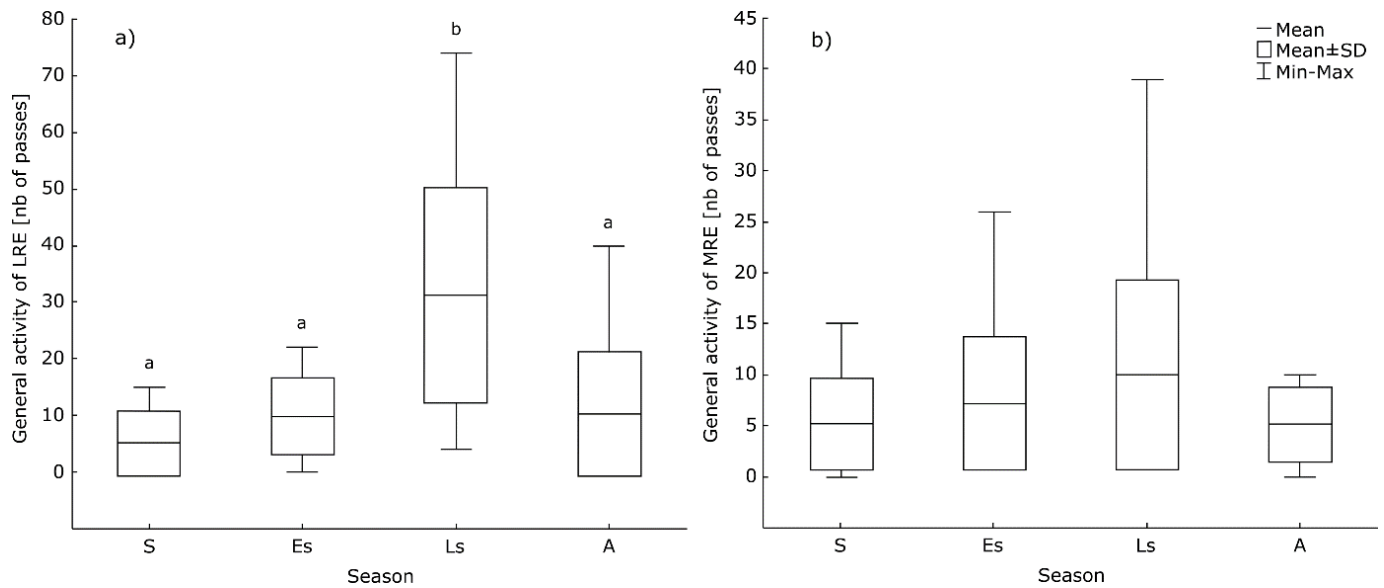 a)
General activity of LRE [nb of passes]
80
70
60
50
40
30
20
10
0
a
a
b
a
S Es Ls A
Season
b)
Mean
Mean±SD
Min-Max
General activity of MRE [nb of passes]
45
40
35
30
25
20
15
10
5
0
S Es Ls A
Season